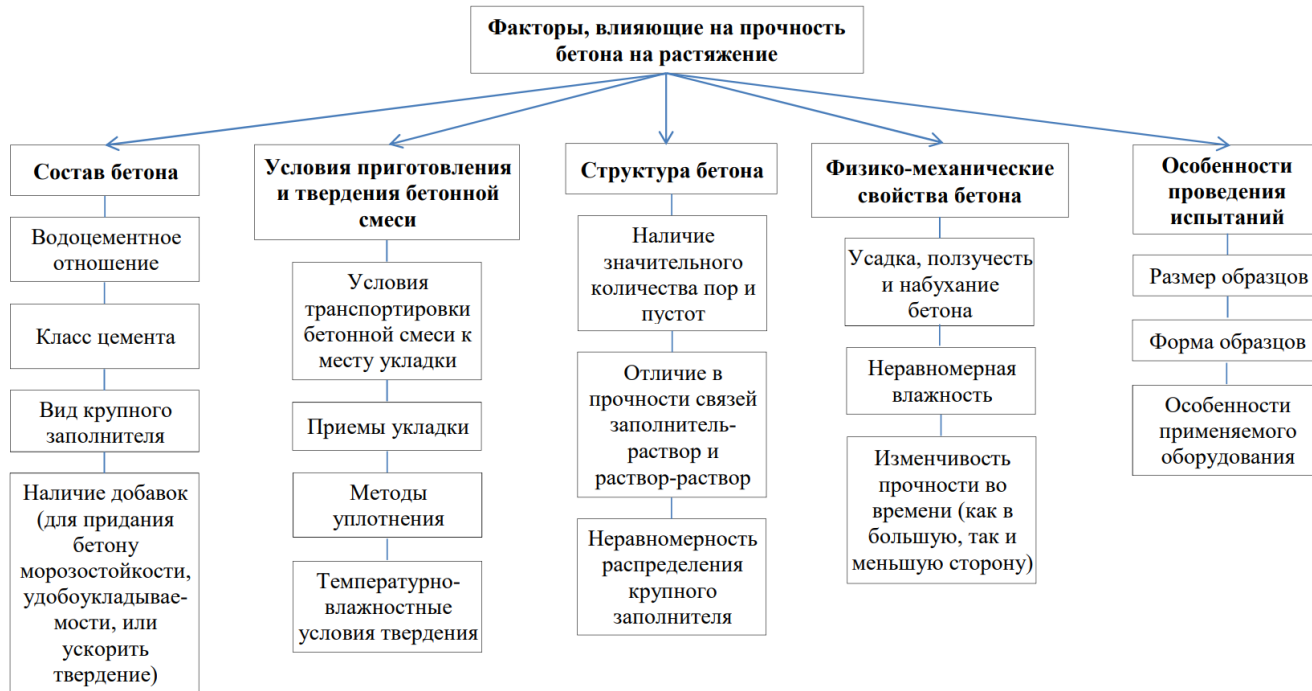 Факторы, влияющие на прочность
бетона на растяжение
Состав бетона
Водоцементное
отношение
Класс цемента
Вид крупного
заполнителя
Наличие добавок
(для придания
бетону
морозостойкости,
удобоукладывае-
мости, или
ускорить
твердение)
Условия приготовления
и твердения бетонной
смеси
Условия
транспортировки
бетонной смеси к
месту укладки
Приемы укладки
Методы
уплотнения
Температурно-
влажностные
условия твердения
Структура бетона
Наличие
значительного
количества пор и
пустот
Отличие в
прочности связей
заполнитель-
раствор и
раствор-раствор
Неравномерность
распределения
крупного
заполнителя
Физико-механические
свойства бетона
Усадка, ползучесть
и набухание
бетона
Неравномерная
влажность
Изменчивость
прочности во
времени (как в
большую, так и
меньшую сторону)
Особенности
проведения
испытаний
Размер образцов
Форма образцов
Особенности
применяемого
оборудования